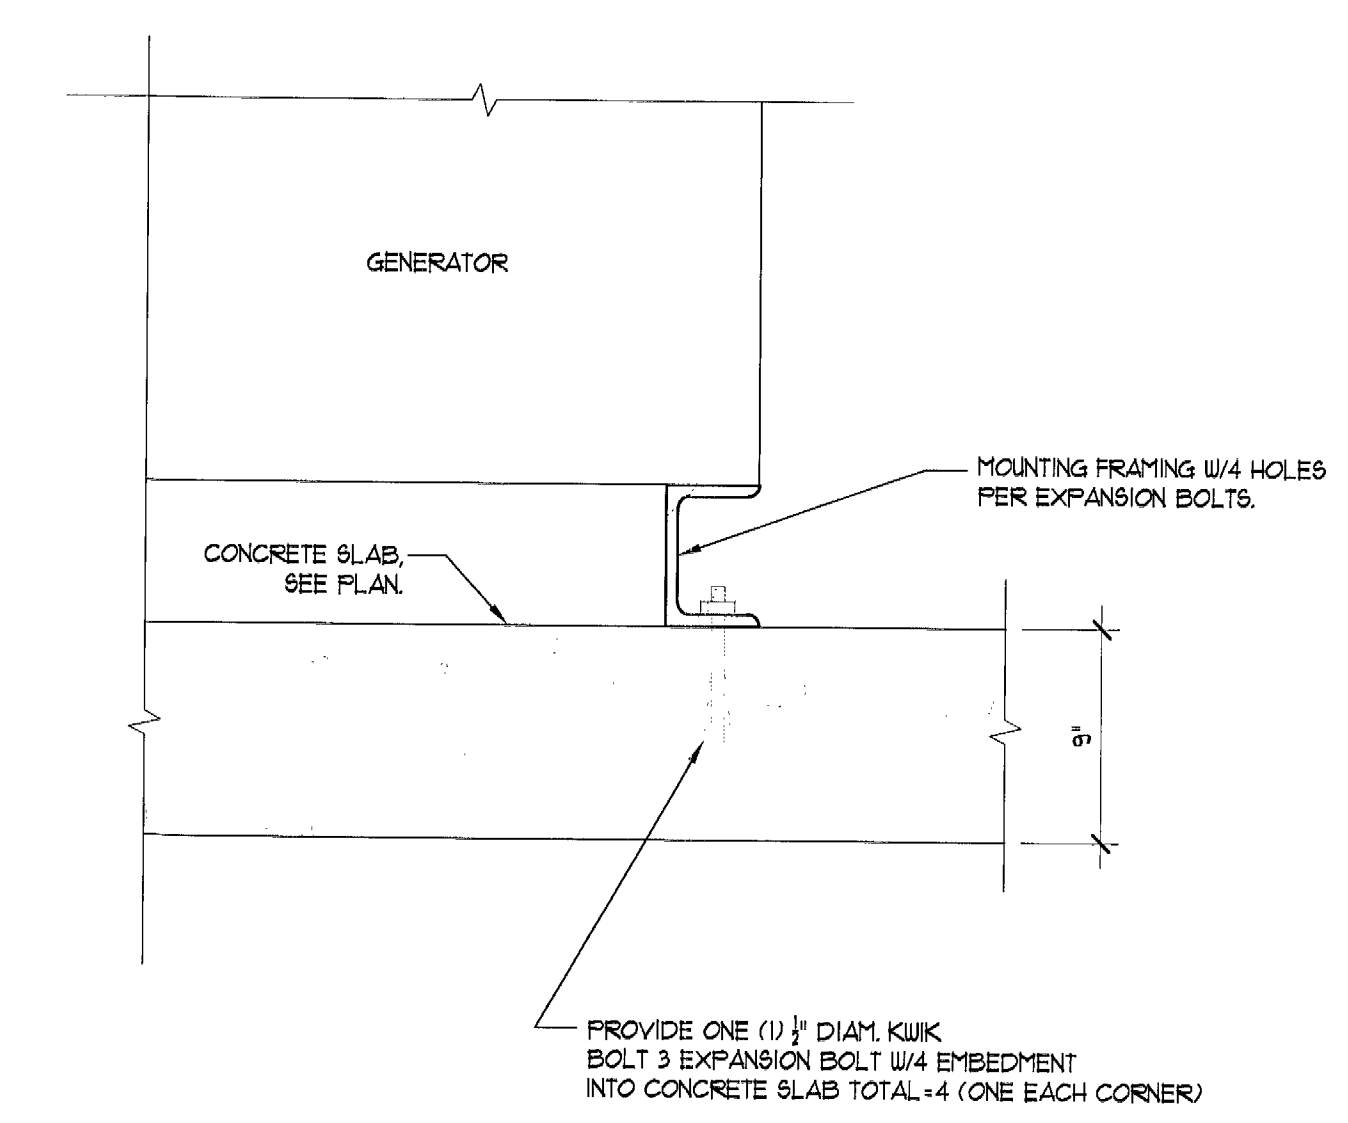 GENERATOR
MOUNTING FRAMING W/4 HOLES
PER EXPANSION BOLTS.
CONCRETE SLAB,
SEE PLAN.
9"
PROVIDE ONE (1) 1/2" DIAM. KWIK
BOLT 3 EXPANSION BOLT W/4 EMBEDMENT
INTO CONCRETE SLAB TOTAL=4 (ONE EACH CORNER)